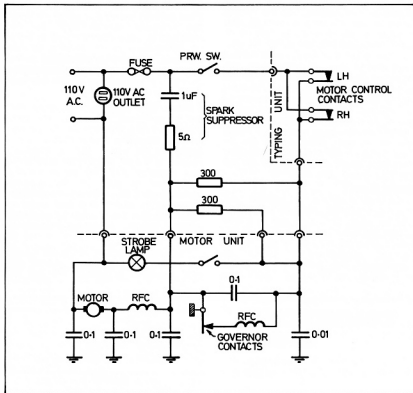 FUSE
PRW. SW.
110 V
A.C.
110V AC
OUTLET
1uF
SPARK
SUPPRESSOR
5Ω
TYPING UNIT
LH
MOTOR CONTROL
CONTACTS
RH
300
300
STROBE
LAMP
MOTOR UNIT
MOTOR
RFC
0·1
RFC
GOVERNOR
CONTACTS
0·1
0·1
0·1
0·01